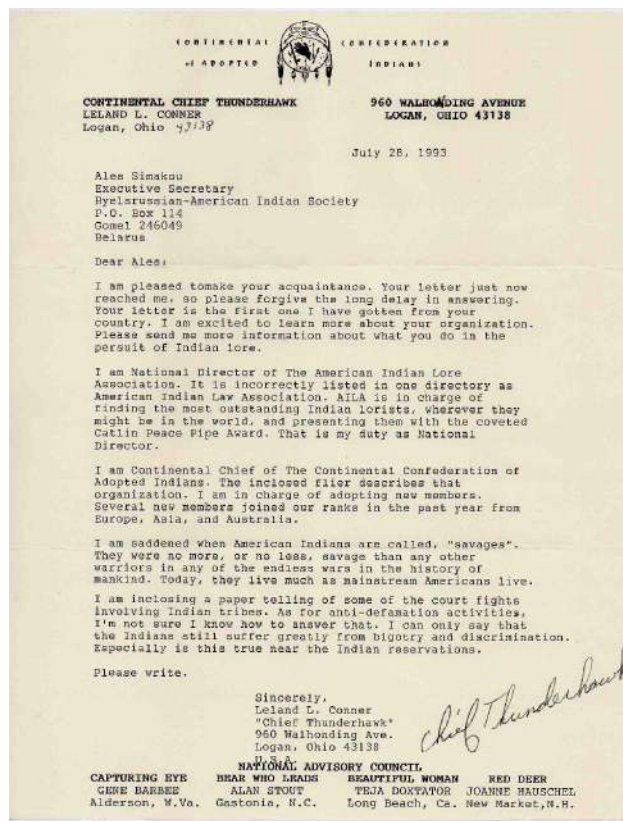 CONTINENTAL CONFEDERATION
of ADOPTED INDIANS
CONTINENTAL CHIEF THUNDERHAWK
LELAND L. CONNER
Logan, Ohio 43138
960 WALHONDING AVENUE
LOGAN, OHIO 43138
July 28, 1993
Ales Simakou
Executive Secretary
Byelsrussian-American Indian Society
P.O. Box 114
Gomel 246049
Belarus
Dear Ales,
I am pleased tomake your acquaintance. Your letter just now
reached me, so please forgive the long delay in answering.
Your letter is the first one I have gotten from your
country. I am excited to learn more about your organization.
Please send me more information about what you do in the
persuit of Indian lore.
I am National Director of The American Indian Lore
Association. It is incorrectly listed in one directory as
American Indian Law Association. AILA is in charge of
finding the most outstanding Indian lorists, wherever they
might be in the world, and presenting them with the coveted
Catlin Peace Pipe Award. That is my duty as National
Director.
I am Continental Chief of The Continental Confederation of
Adopted Indians. The inclosed flier describes that
organization. I am in charge of adopting new members.
Several new members joined our ranks in the past year from
Europe, Asia, and Australia.
I am saddened when American Indians are called, "savages".
They were no more, or no less, savage than any other
warriors in any of the endless wars in the history of
mankind. Today, they live much as mainstream Americans live.
I am inclosing a paper telling of some of the court fights
involving Indian tribes. As for anti-defamation activities,
I'm not sure I know how to answer that. I can only say that
the Indians still suffer greatly from bigotry and discrimination.
Especially is this true near the Indian reservations.
Please write.
Sincerely,
Leland L. Conner
"Chief Thunderhawk"
960 Walhonding Ave.
Logan, Ohio 43138
U.S.A.
Chief Thunderhawk
NATIONAL ADVISORY COUNCIL
CAPTURING EYE BEAR WHO LEADS BEAUTIFUL WOMAN RED DEER
GENE BARBEE ALAN STOUT TEJA DOXTATOR JOANNE HAUSCHEL
Alderson, W.Va. Gastonia, N.C. Long Beach, Ca. New Market, N.H.